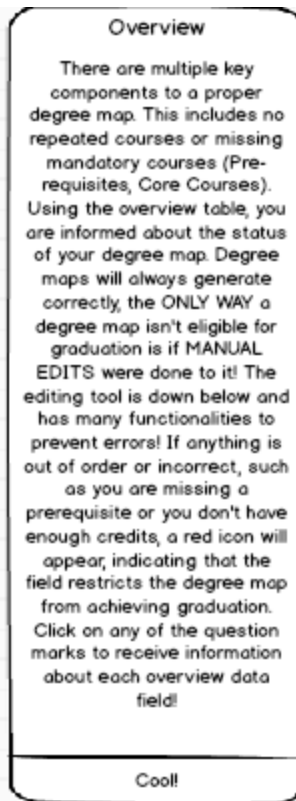 Overview
There are multiple key
components to a proper
degree map. This includes no
repeated courses or missing
mandatory courses (Pre-
requisites, Core Courses).
Using the overview table, you
are informed about the status
of your degree map. Degree
maps will always generate
correctly, the ONLY WAY a
degree map isn't eligible for
graduation is if MANUAL
EDITS were done to it! The
editing tool is down below and
has many functionalities to
prevent errors! If anything is
out of order or incorrect, such
as you are missing a
prerequisite or you don't have
enough credits, a red icon will
appear, indicating that the
field restricts the degree map
from achieving graduation.
Click on any of the question
marks to receive information
about each overview data
field!
Cool!